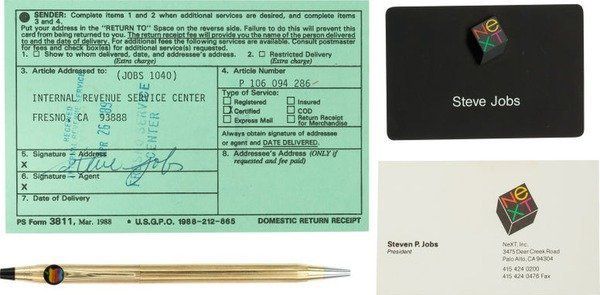 SENDER: Complete items 1 and 2 when additional services are desired, and complete items
3 and 4.
Put your address in the "RETURN TO" Space on the reverse side. Failure to do this will prevent this
card from being returned to you. The return receipt fee will provide you the name of the person delivered
to and the date of delivery. For additional fees the following services are available. Consult postmaster
for fees and check box(es) for additional service(s) requested.
1. ☐ Show to whom delivered, date, and addressee's address.
(Extra charge)
2. ☐ Restricted Delivery
(Extra charge)
3. Article Addressed to:
(JOBS 1040)
INTERNAL REVENUE SERVICE CENTER
FRESNO, CA 93888
4. Article Number
P 106 094 286
Type of Service:
Registered
Insured
Certified
COD
Express Mail
Return Receipt
for Merchandise
Always obtain signature of addressee
or agent and DATE DELIVERED.
5. Signature – Address
X
steve jobs
6. Signature – Agent
X
7. Date of Delivery
8. Addressee's Address (ONLY if
requested and fee paid)
PS Form 3811, Mar. 1988
U.S.G.P.O. 1988-212-865
DOMESTIC RETURN RECEIPT
NeXT
Steve Jobs
NeXT
Steven P. Jobs
President
NeXT, Inc.
3475 Deer Creek Road
Palo Alto, CA 94304
415 424 0200
415 424 0476 Fax